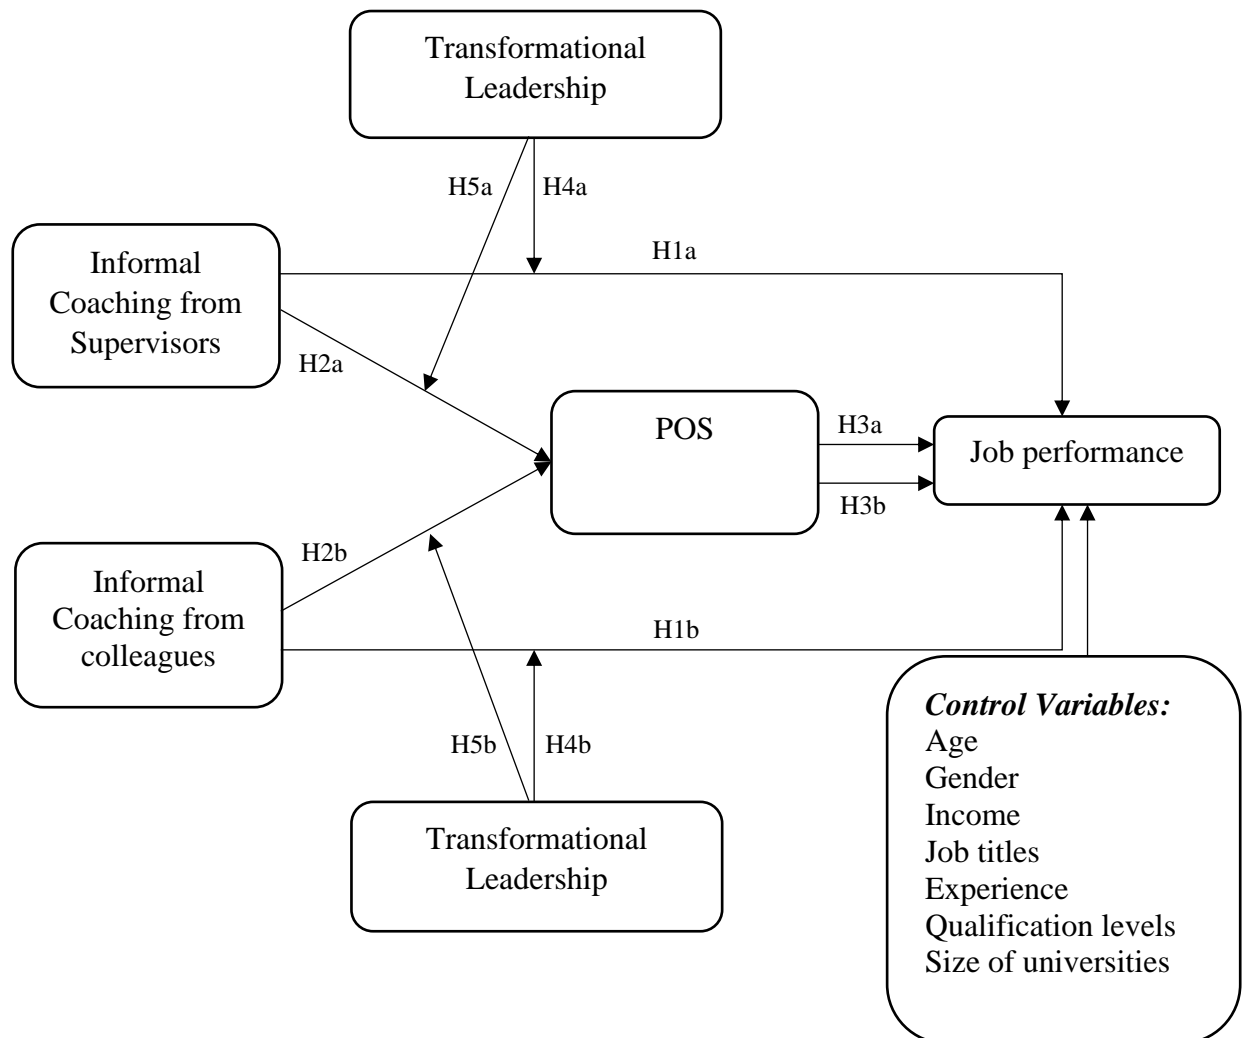 Transformational
Leadership
H5a
H4a
H1a
Informal
Coaching from
Supervisors
H2a
POS
H3a
Job performance
H3b
H2b
Informal
Coaching from
colleagues
H1b
H5b
H4b
Transformational
Leadership
Control Variables:
Age
Gender
Income
Job titles
Experience
Qualification levels
Size of universities